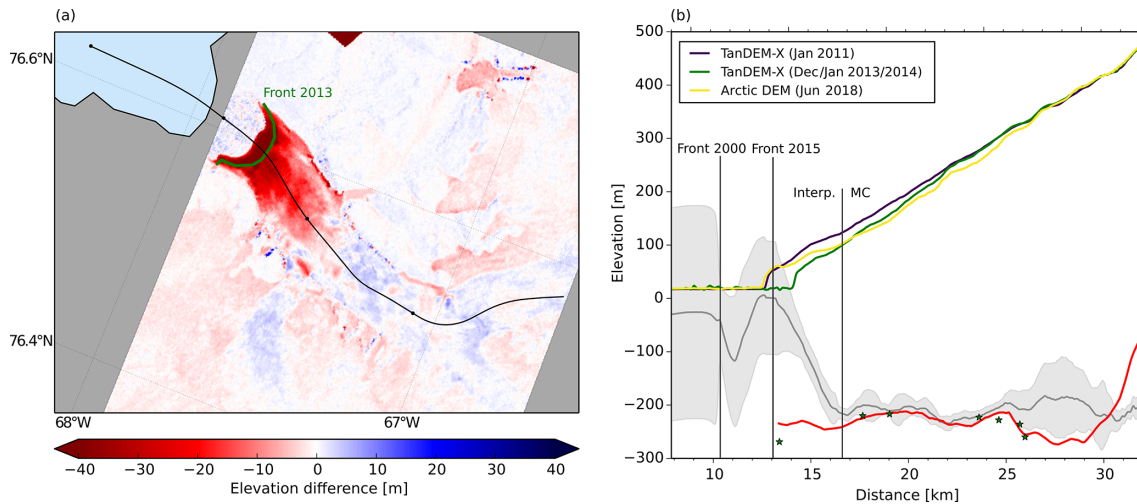 (a)
76.6°N
76.4°N
68°W
67°W
Front 2013
−40
−30
−20
−10
0
10
20
30
40
Elevation difference [m]
(b)
TanDEM-X (Jan 2011)
TanDEM-X (Dec/Jan 2013/2014)
Arctic DEM (Jun 2018)
Front 2000
Front 2015
Interp.
MC
Elevation [m]
500
400
300
200
100
0
−100
−200
−300
10
15
20
25
30
Distance [km]